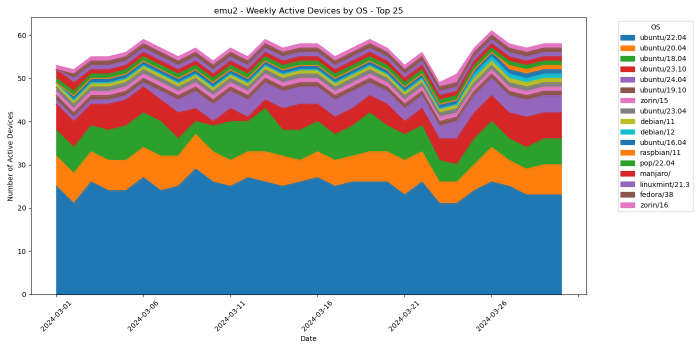 emu2 - Weekly Active Devices by OS - Top 25
Number of Active Devices
60
50
40
30
20
10
0
2024-03-01
2024-03-06
2024-03-11
2024-03-16
2024-03-21
2024-03-26
Date
OS
ubuntu/22.04
ubuntu/20.04
ubuntu/18.04
ubuntu/23.10
ubuntu/24.04
ubuntu/19.10
zorin/15
ubuntu/23.04
debian/11
debian/12
ubuntu/16.04
raspbian/11
pop/22.04
manjaro/
linuxmint/21.3
fedora/38
zorin/16